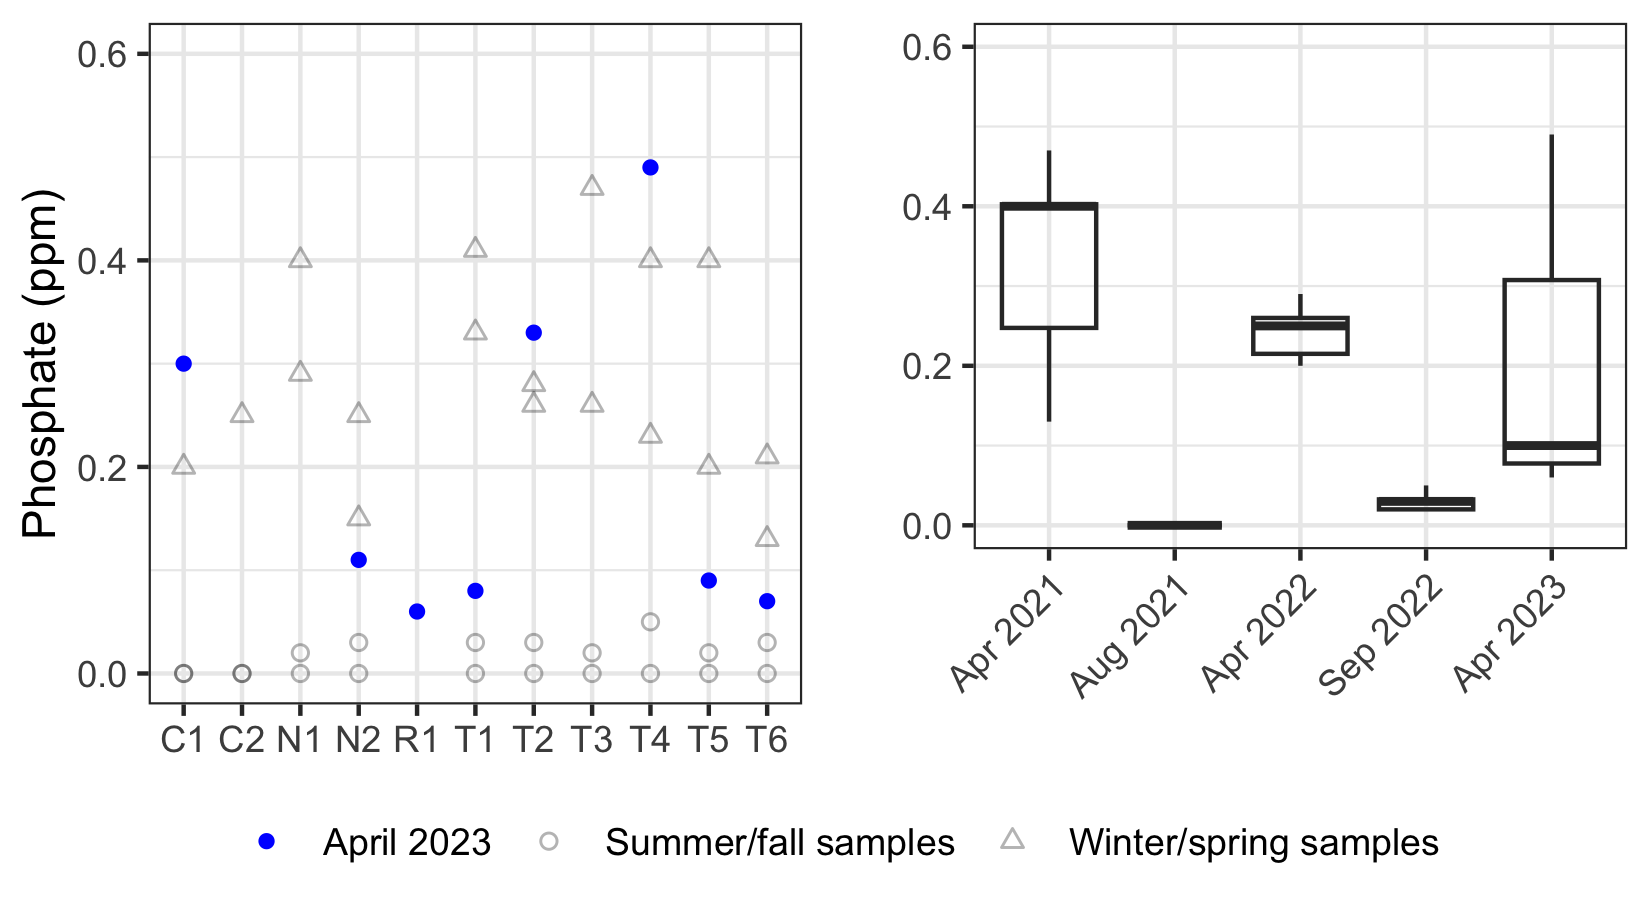 Phosphate (ppm)
0.6
0.4
0.2
0.0
C1 C2 N1 N2 R1 T1 T2 T3 T4 T5 T6
0.6
0.4
0.2
0.0
Apr 2021
Aug 2021
Apr 2022
Sep 2022
Apr 2023
April 2023 Summer/fall samples Winter/spring samples